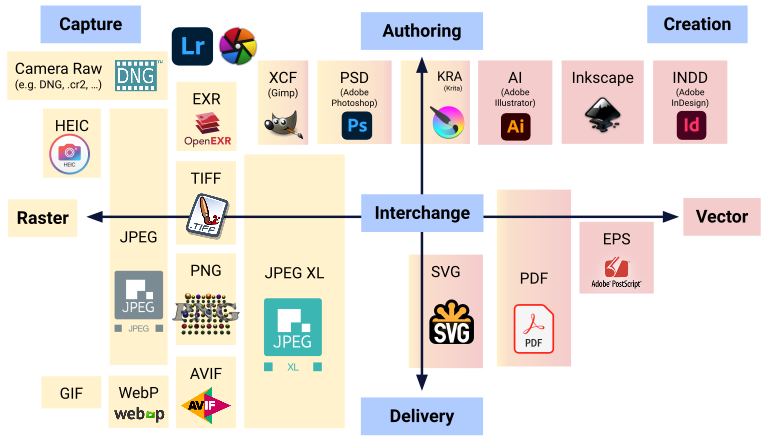 Capture
Authoring
Creation
Lr
Camera Raw
(e.g. DNG, .cr2, ...)
DNG
TM
XCF
(Gimp)
PSD
(Adobe
Photoshop)
Ps
KRA
(Krita)
AI
(Adobe
Illustrator)
Ai
Inkscape
INDD
(Adobe
InDesign)
Id
EXR
OpenEXR
HEIC
HEIC
TIFF
.TIFF
Raster
Interchange
Vector
JPEG
JPEG
JPEG
PNG
PNG
JPEG XL
JPEG
XL
SVG
SVG
PDF
PDF
EPS
Adobe® PostScript®
GIF
WebP
webp
AVIF
AVIF
Delivery